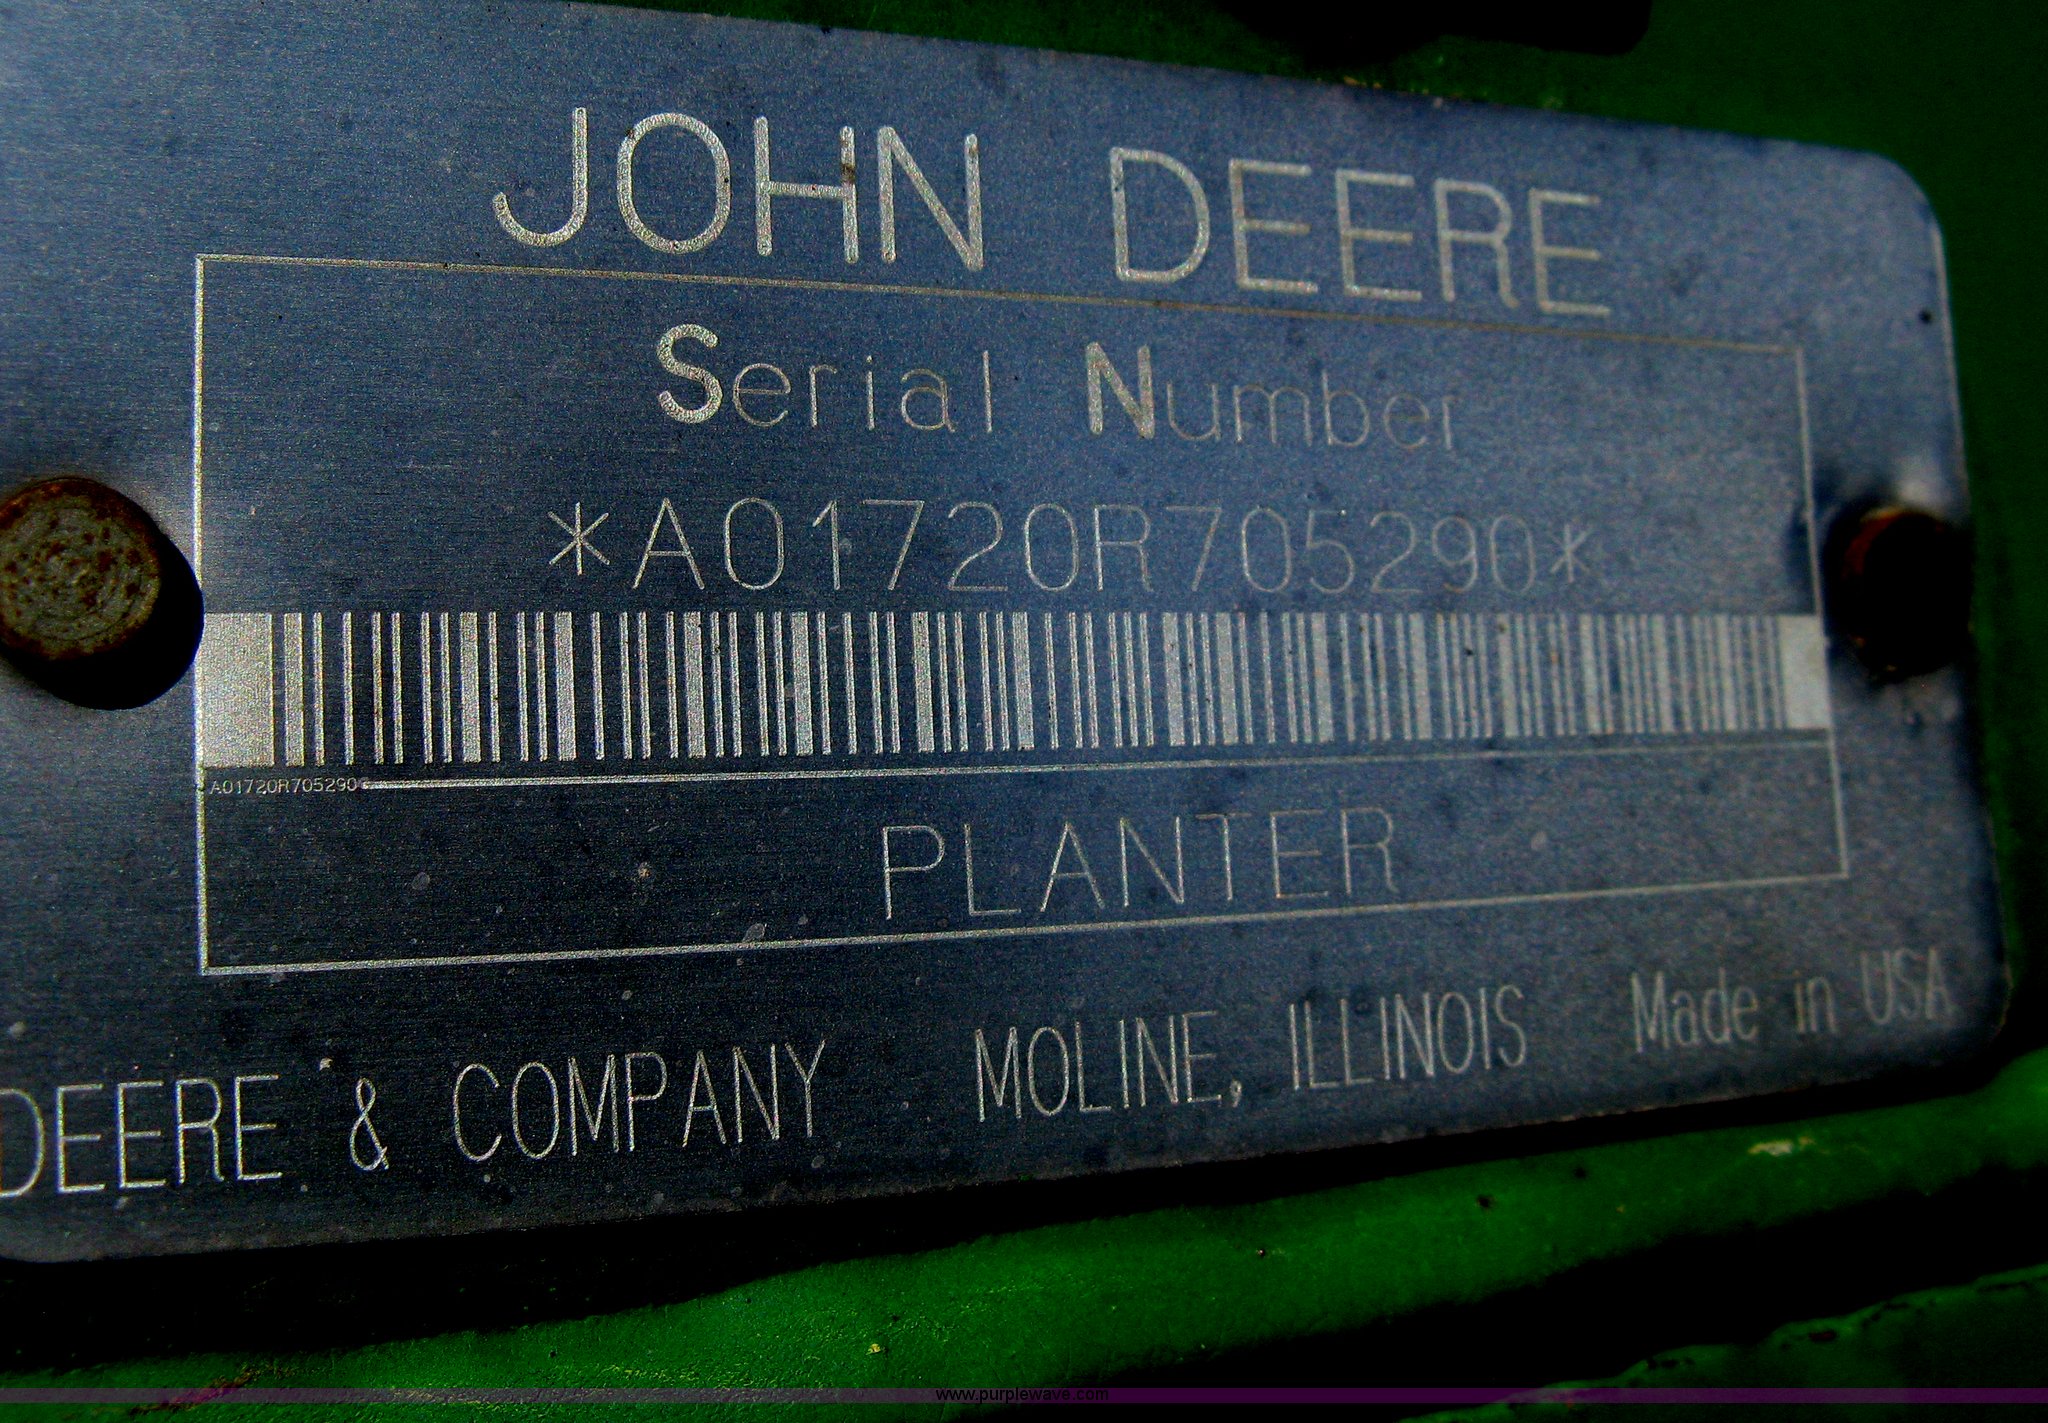 JOHN DEERE
Serial Number
*A01720R705290*
A01720R705290
PLANTER
DEERE & COMPANY MOLINE, ILLINOIS Made in USA
www.purplewave.com